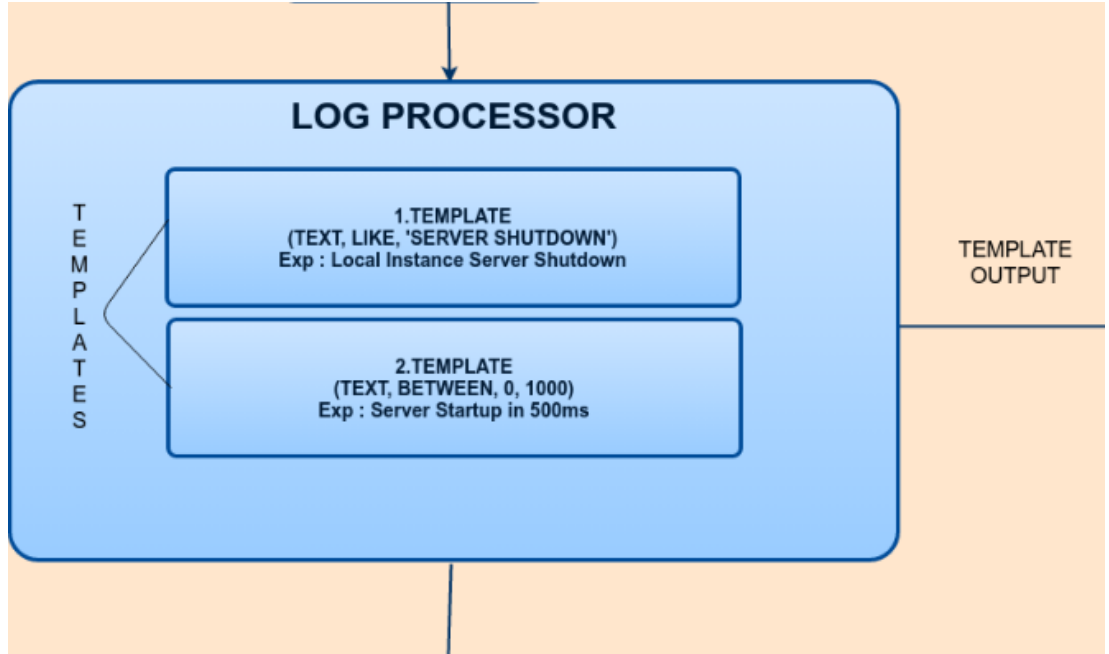 LOG PROCESSOR
TEMPLATES
1.TEMPLATE
(TEXT, LIKE, 'SERVER SHUTDOWN')
Exp : Local Instance Server Shutdown
2.TEMPLATE
(TEXT, BETWEEN, 0, 1000)
Exp : Server Startup in 500ms
TEMPLATE
OUTPUT